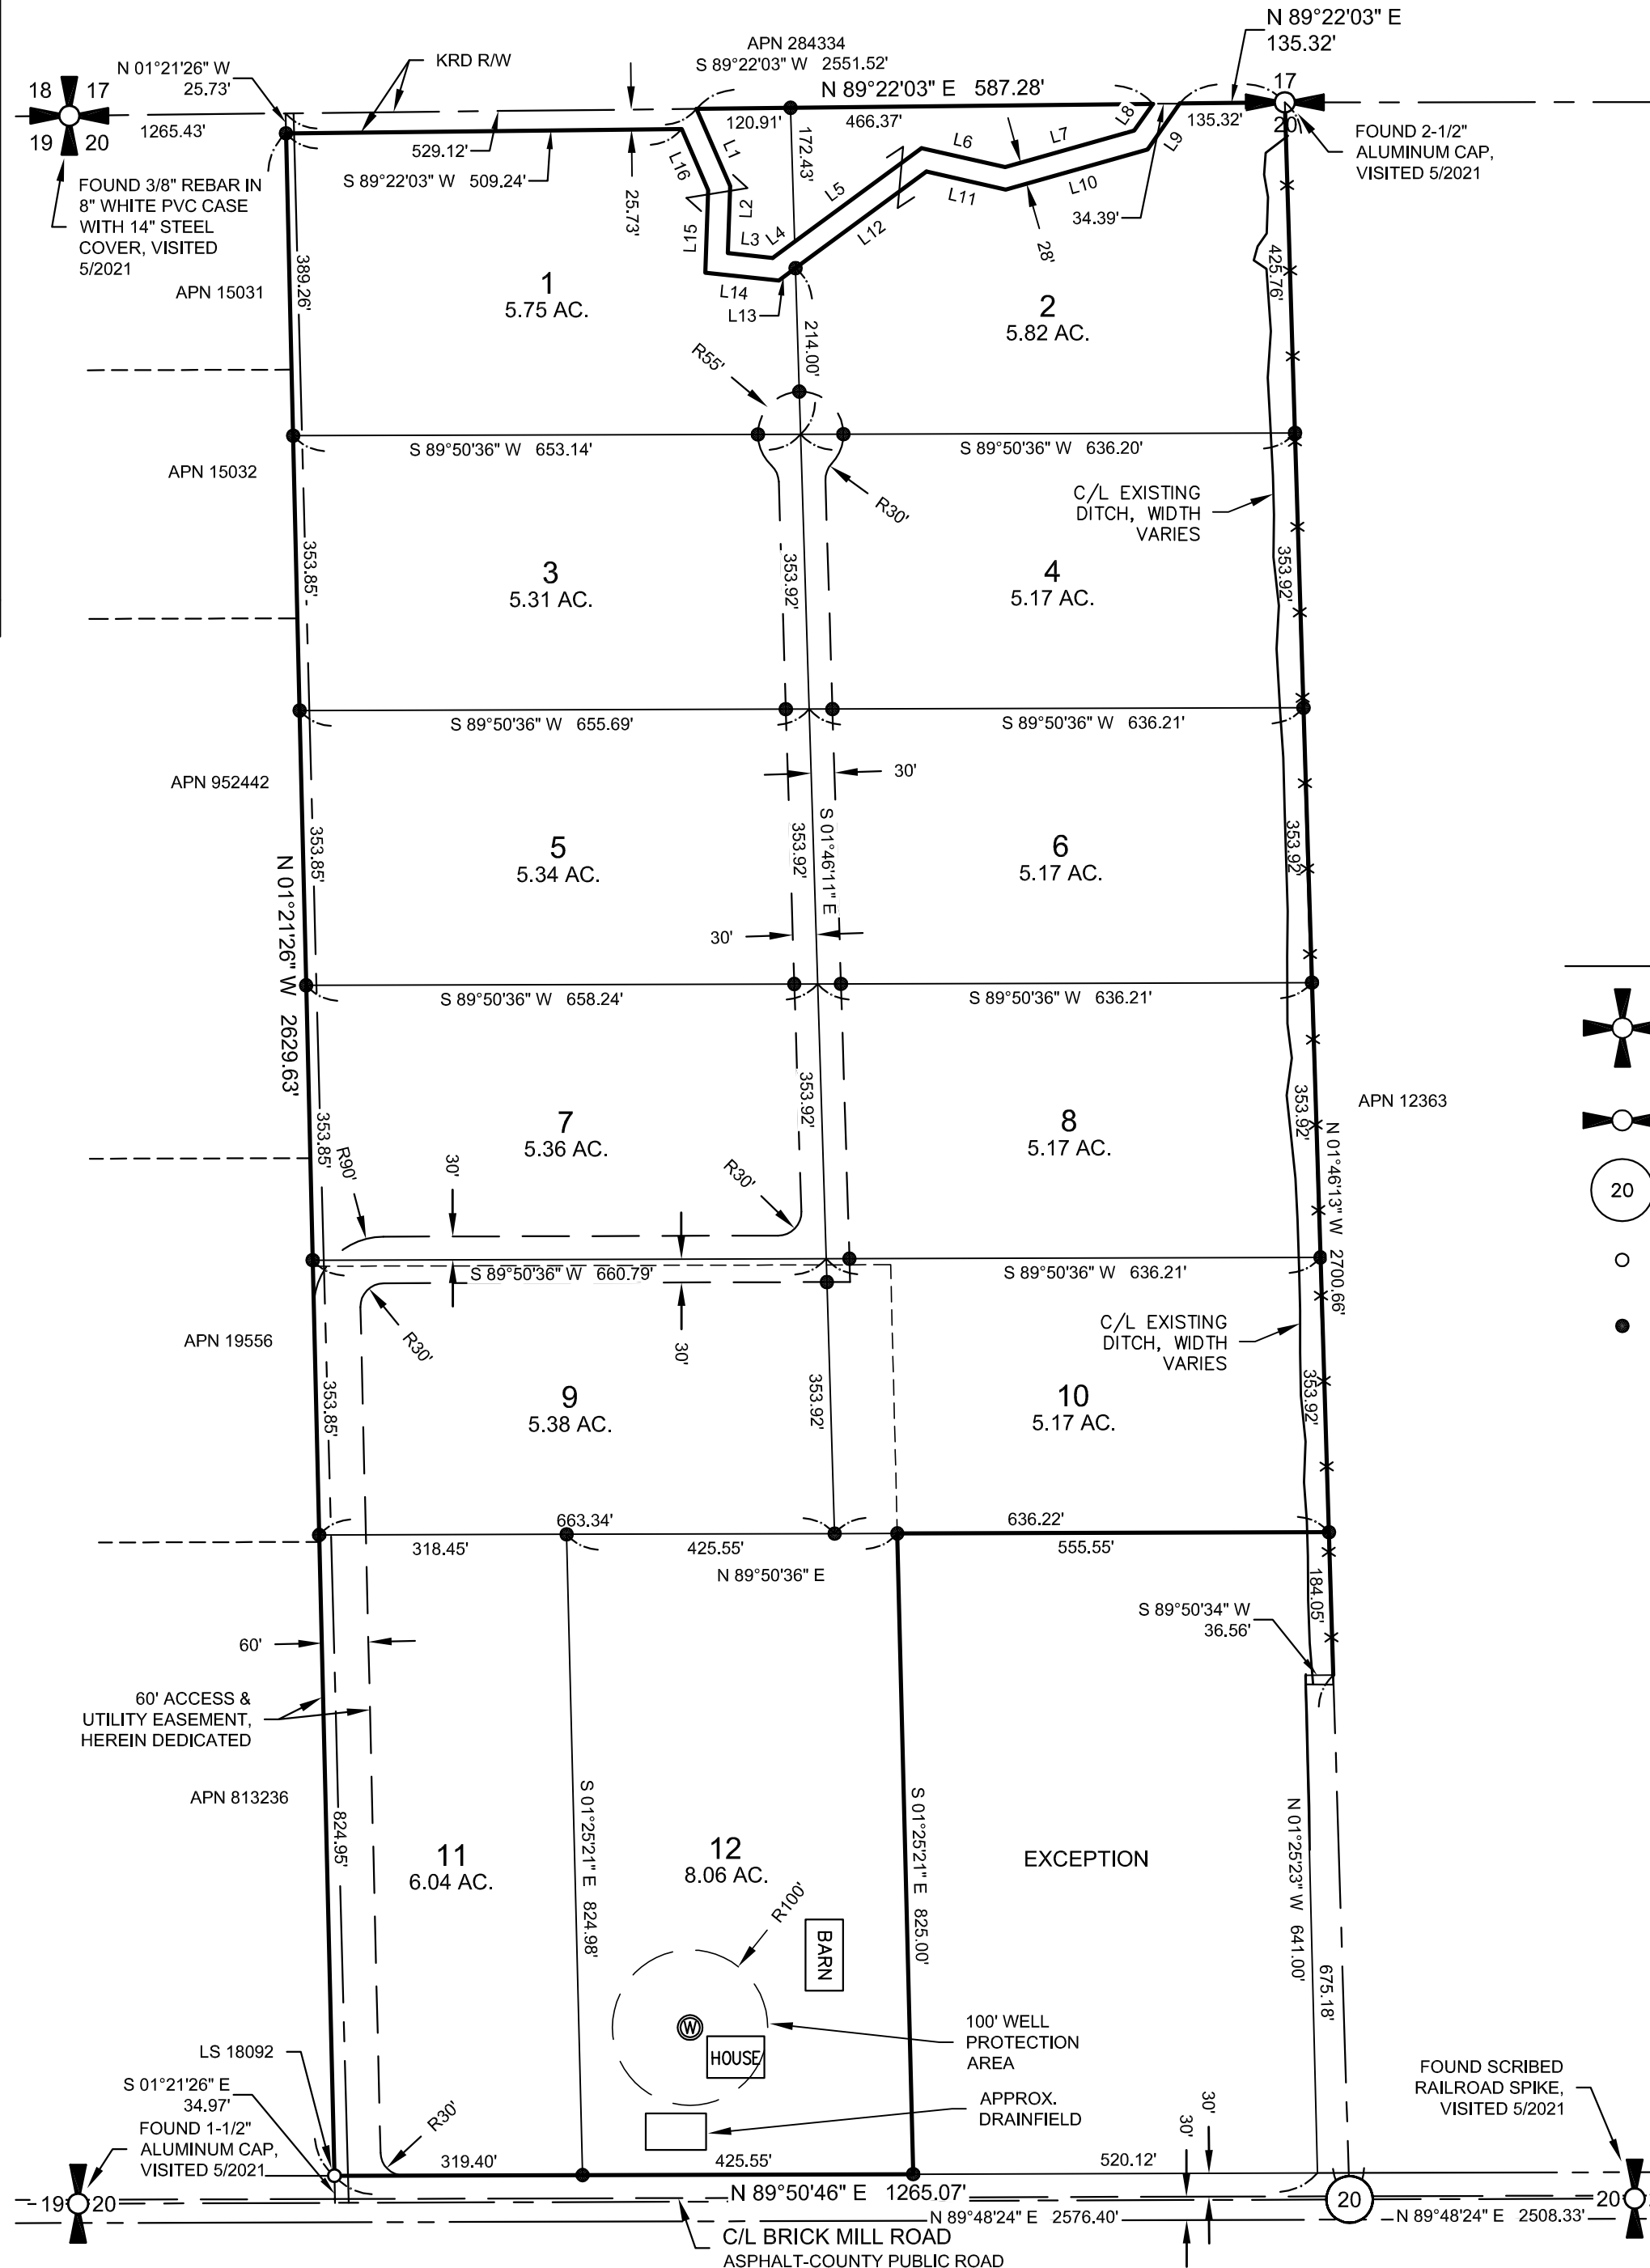 N 89°22'03" E
135.32'
APN 284334
S 89°22'03" W 2551.52'
KRD R/W
N 01°21'26" W
25.73'
N 89°22'03" E 587.28'
18 17
19 20
17
20
1265.43'
120.91'
466.37'
135.32'
L8
L9
529.12'
S 89°22'03" W 509.24'
L1
L16
172.43'
L6
L7
FOUND 2-1/2"
ALUMINUM CAP,
VISITED 5/2021
FOUND 3/8" REBAR IN
8" WHITE PVC CASE
WITH 14" STEEL
COVER, VISITED
5/2021
25.73'
L2
L5
L11
L10
34.39'
L15
L3
L4
L12
28'
389.26'
425.76'
APN 15031
1
5.75 AC.
L14
L13
2
5.82 AC.
214.00'
R55'
S 89°50'36" W 653.14'
S 89°50'36" W 636.20'
APN 15032
R30'
C/L EXISTING
DITCH, WIDTH
VARIES
353.85'
353.92'
353.92'
3
5.31 AC.
4
5.17 AC.
S 89°50'36" W 655.69'
S 89°50'36" W 636.21'
APN 952442
30'
353.85'
353.92'
S 01°46'11" E
353.92'
5
5.34 AC.
6
5.17 AC.
30'
N 01°21'26" W 2629.63'
S 89°50'36" W 658.24'
S 89°50'36" W 636.21'
20
353.85'
353.92'
353.92'
APN 12363
7
5.36 AC.
8
5.17 AC.
N 01°46'13" W 2700.66'
R90'
30'
R30'
S 89°50'36" W 660.79'
S 89°50'36" W 636.21'
APN 19556
R30'
30'
C/L EXISTING
DITCH, WIDTH
VARIES
353.85'
353.92'
353.92'
9
5.38 AC.
10
5.17 AC.
663.34'
636.22'
318.45'
425.55'
555.55'
N 89°50'36" E
184.05'
S 89°50'34" W
36.56'
60'
60' ACCESS &
UTILITY EASEMENT,
HEREIN DEDICATED
APN 813236
824.95'
S 01°25'21" E 824.98'
S 01°25'21" E 825.00'
N 01°25'23" W 641.00'
675.18'
11
6.04 AC.
12
8.06 AC.
EXCEPTION
R100'
BARN
W
HOUSE
100' WELL
PROTECTION
AREA
APPROX.
DRAINFIELD
LS 18092
S 01°21'26" E
34.97'
FOUND 1-1/2"
ALUMINUM CAP,
VISITED 5/2021
R30'
FOUND SCRIBED
RAILROAD SPIKE,
VISITED 5/2021
30'
30'
319.40'
425.55'
520.12'
19 20
N 89°50'46" E 1265.07'
20
20
N 89°48'24" E 2576.40'
N 89°48'24" E 2508.33'
C/L BRICK MILL ROAD
ASPHALT-COUNTY PUBLIC ROAD